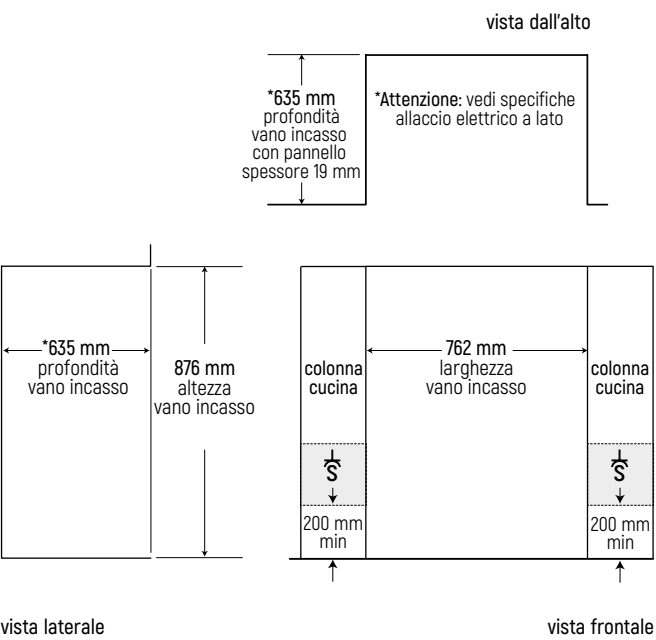 vista dall'alto
*635 mm
profondità
vano incasso
con pannello
spessore 19 mm
*Attenzione: vedi specifiche
allaccio elettrico a lato
*635 mm
profondità
vano incasso
876 mm
altezza
vano incasso
colonna
cucina
762 mm
larghezza
vano incasso
colonna
cucina
S
200 mm
min
S
200 mm
min
vista laterale
vista frontale